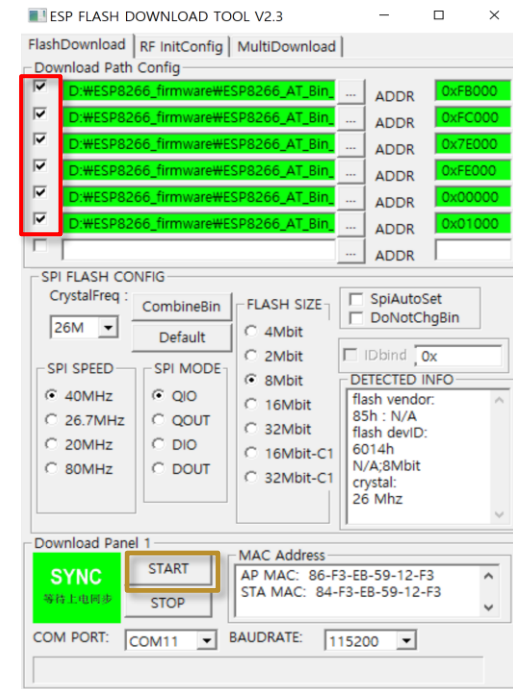 ESP FLASH DOWNLOAD TOOL V2.3
FlashDownload RF InitConfig MultiDownload
Download Path Config
D:₩ESP8266_firmware₩ESP8266_AT_Bin_ ... ADDR 0xFB000
D:₩ESP8266_firmware₩ESP8266_AT_Bin_ ... ADDR 0xFC000
D:₩ESP8266_firmware₩ESP8266_AT_Bin_ ... ADDR 0x7E000
D:₩ESP8266_firmware₩ESP8266_AT_Bin_ ... ADDR 0xFE000
D:₩ESP8266_firmware₩ESP8266_AT_Bin_ ... ADDR 0x00000
D:₩ESP8266_firmware₩ESP8266_AT_Bin_ ... ADDR 0x01000
... ADDR
SPI FLASH CONFIG
CrystalFreq :
26M
CombineBin
Default
SPI SPEED
40MHz
26.7MHz
20MHz
80MHz
SPI MODE
QIO
QOUT
DIO
DOUT
FLASH SIZE
4Mbit
2Mbit
8Mbit
16Mbit
32Mbit
16Mbit-C1
32Mbit-C1
SpiAutoSet
DoNotChgBin
IDbind 0x
DETECTED INFO
flash vendor:
85h : N/A
flash devID:
6014h
N/A;8Mbit
crystal:
26 Mhz
Download Panel 1
SYNC
等待上电同步
START
STOP
MAC Address
AP MAC: 86-F3-EB-59-12-F3
STA MAC: 84-F3-EB-59-12-F3
COM PORT: COM11 BAUDRATE: 115200